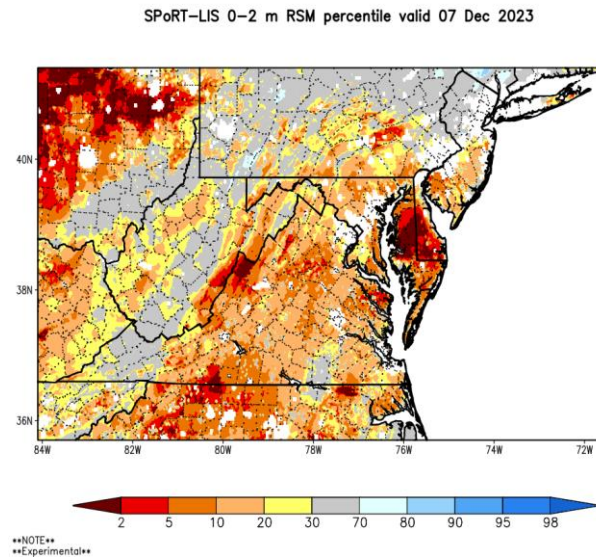 SPoRT-LIS 0-2 m RSM percentile valid 07 Dec 2023
40N
38N
36N
84W 82W 80W 78W 76W 74W 72W
2 5 10 20 30 70 80 90 95 98
**NOTE**
**Experimental**